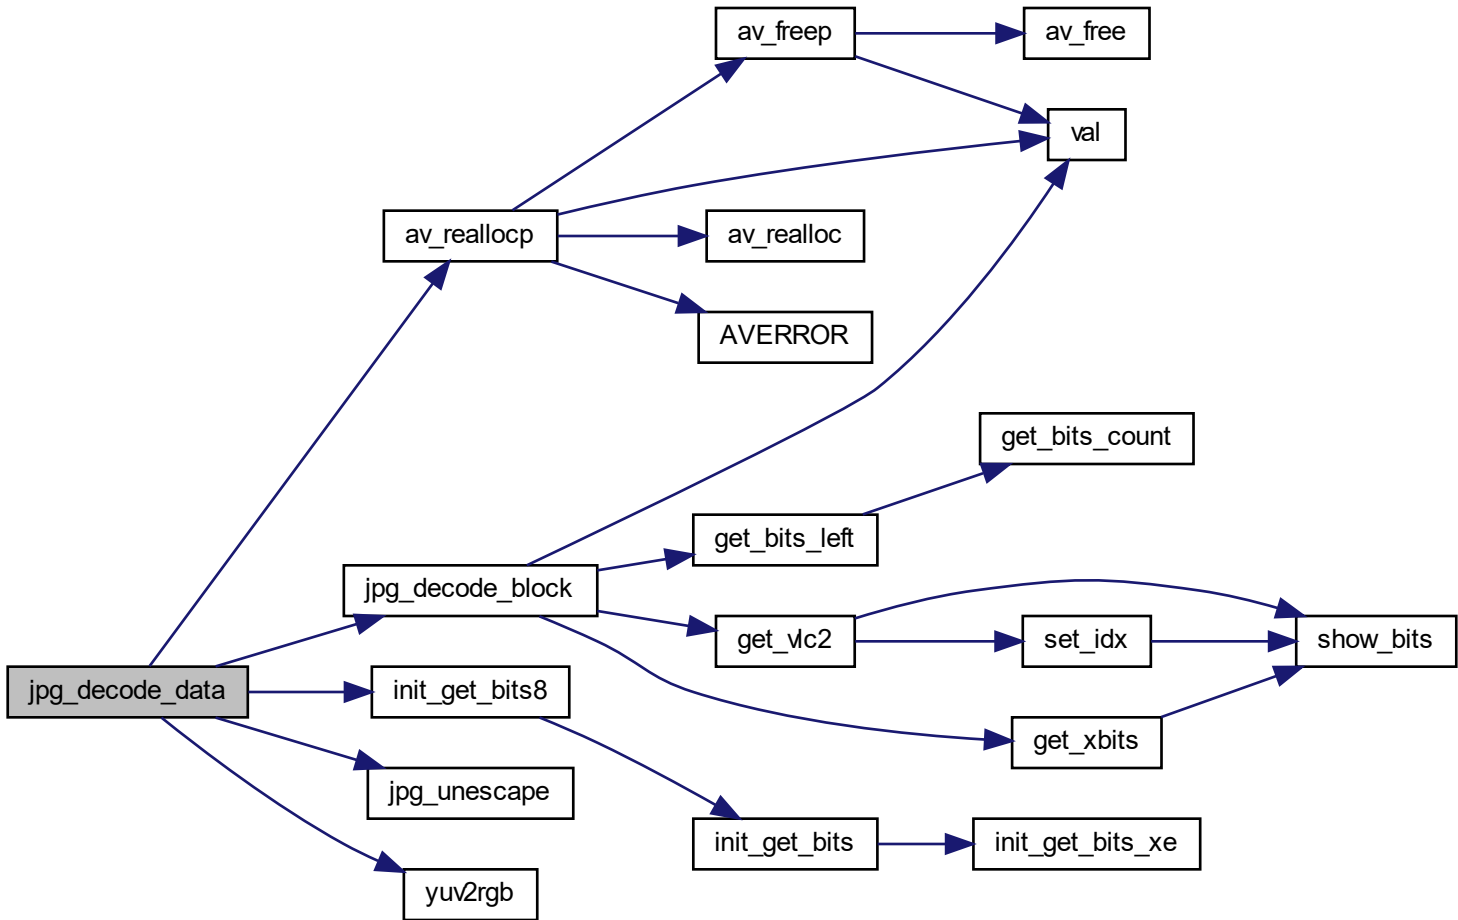 av_freep
av_free
val
av_reallocp
av_realloc
AVERROR
get_bits_count
get_bits_left
jpg_decode_block
get_vlc2
set_idx
show_bits
jpg_decode_data
init_get_bits8
get_xbits
jpg_unescape
init_get_bits
init_get_bits_xe
yuv2rgb